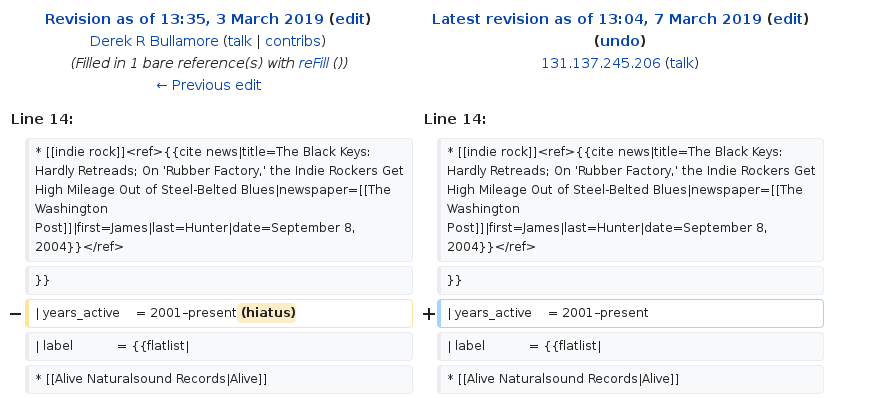 Revision as of 13:35, 3 March 2019 (edit)
Derek R Bullamore (talk | contribs)
(Filled in 1 bare reference(s) with reFill ())
← Previous edit
Latest revision as of 13:04, 7 March 2019 (edit)
(undo)
131.137.245.206 (talk)
Line 14:
* [[indie rock]]<ref>{{cite news|title=The Black Keys:
Hardly Retreads; On 'Rubber Factory,' the Indie Rockers Get
High Mileage Out of Steel-Belted Blues|newspaper=[[The
Washington
Post]]|first=James|last=Hunter|date=September 8,
2004}}</ref>
}}
− | years_active = 2001–present(hiatus)
| label = {{flatlist|
* [[Alive Naturalsound Records|Alive]]
Line 14:
* [[indie rock]]<ref>{{cite news|title=The Black Keys:
Hardly Retreads; On 'Rubber Factory,' the Indie Rockers Get
High Mileage Out of Steel-Belted Blues|newspaper=[[The
Washington
Post]]|first=James|last=Hunter|date=September 8,
2004}}</ref>
}}
+ | years_active = 2001–present
| label = {{flatlist|
* [[Alive Naturalsound Records|Alive]]